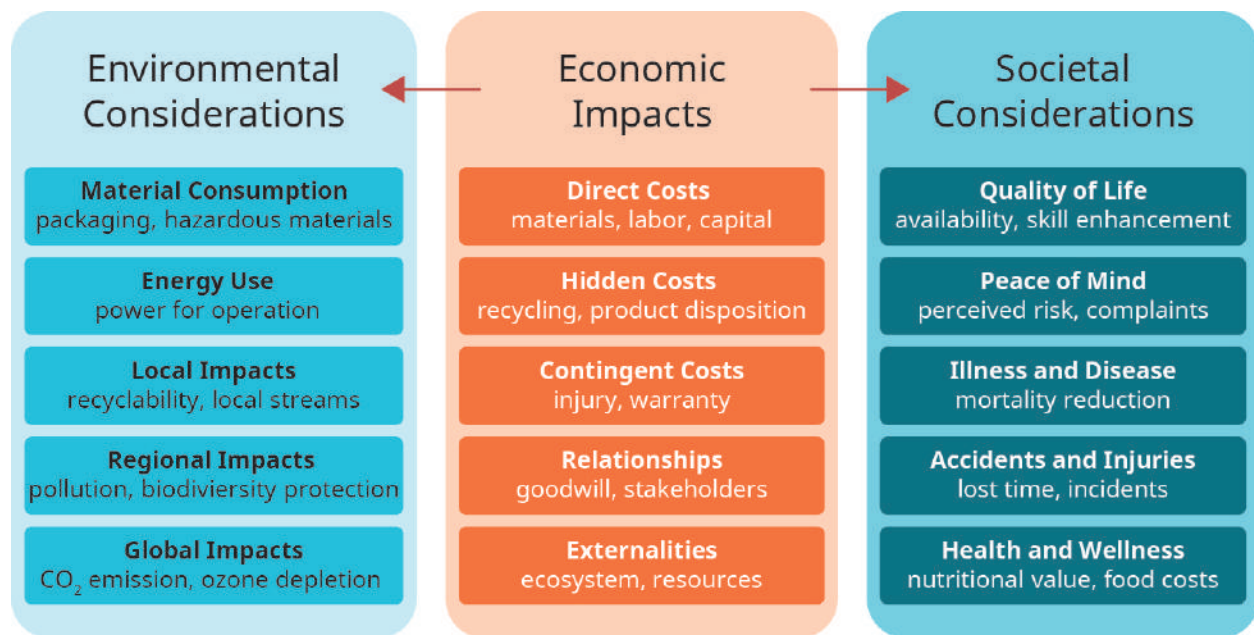 Environmental
Considerations
Material Consumption
packaging, hazardous materials
Energy Use
power for operation
Local Impacts
recyclability, local streams
Regional Impacts
pollution, biodiviersity protection
Global Impacts
CO₂ emission, ozone depletion
Economic
Impacts
Direct Costs
materials, labor, capital
Hidden Costs
recycling, product disposition
Contingent Costs
injury, warranty
Relationships
goodwill, stakeholders
Externalities
ecosystem, resources
Societal
Considerations
Quality of Life
availability, skill enhancement
Peace of Mind
perceived risk, complaints
Illness and Disease
mortality reduction
Accidents and Injuries
lost time, incidents
Health and Wellness
nutritional value, food costs